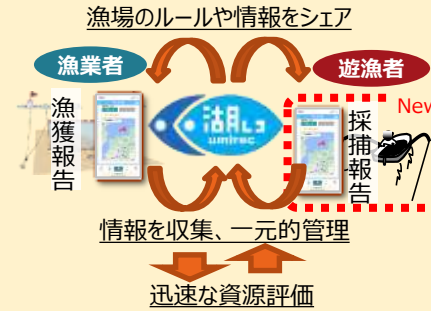 漁場のルールや情報をシェア
漁業者
遊漁者
New
漁獲報告
湖レコ
umirec
採捕報告
情報を収集、一元的管理
迅速な資源評価